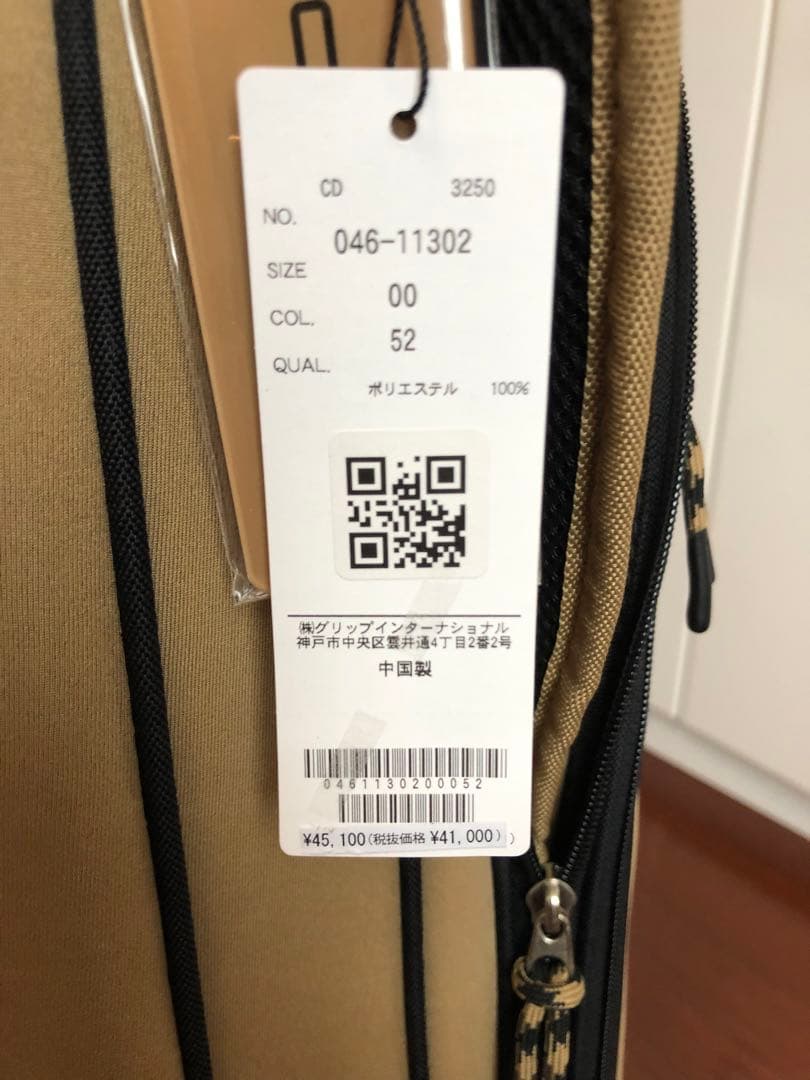 CD 3250
NO.
046-11302
SIZE
00
COL.
52
QUAL.
ポリエステル 100%
㈱グリップインターナショナル
神戸市中央区雲井通4丁目2番2号
中国製
0461130200052
¥45,100(税抜価格 ¥41,000))